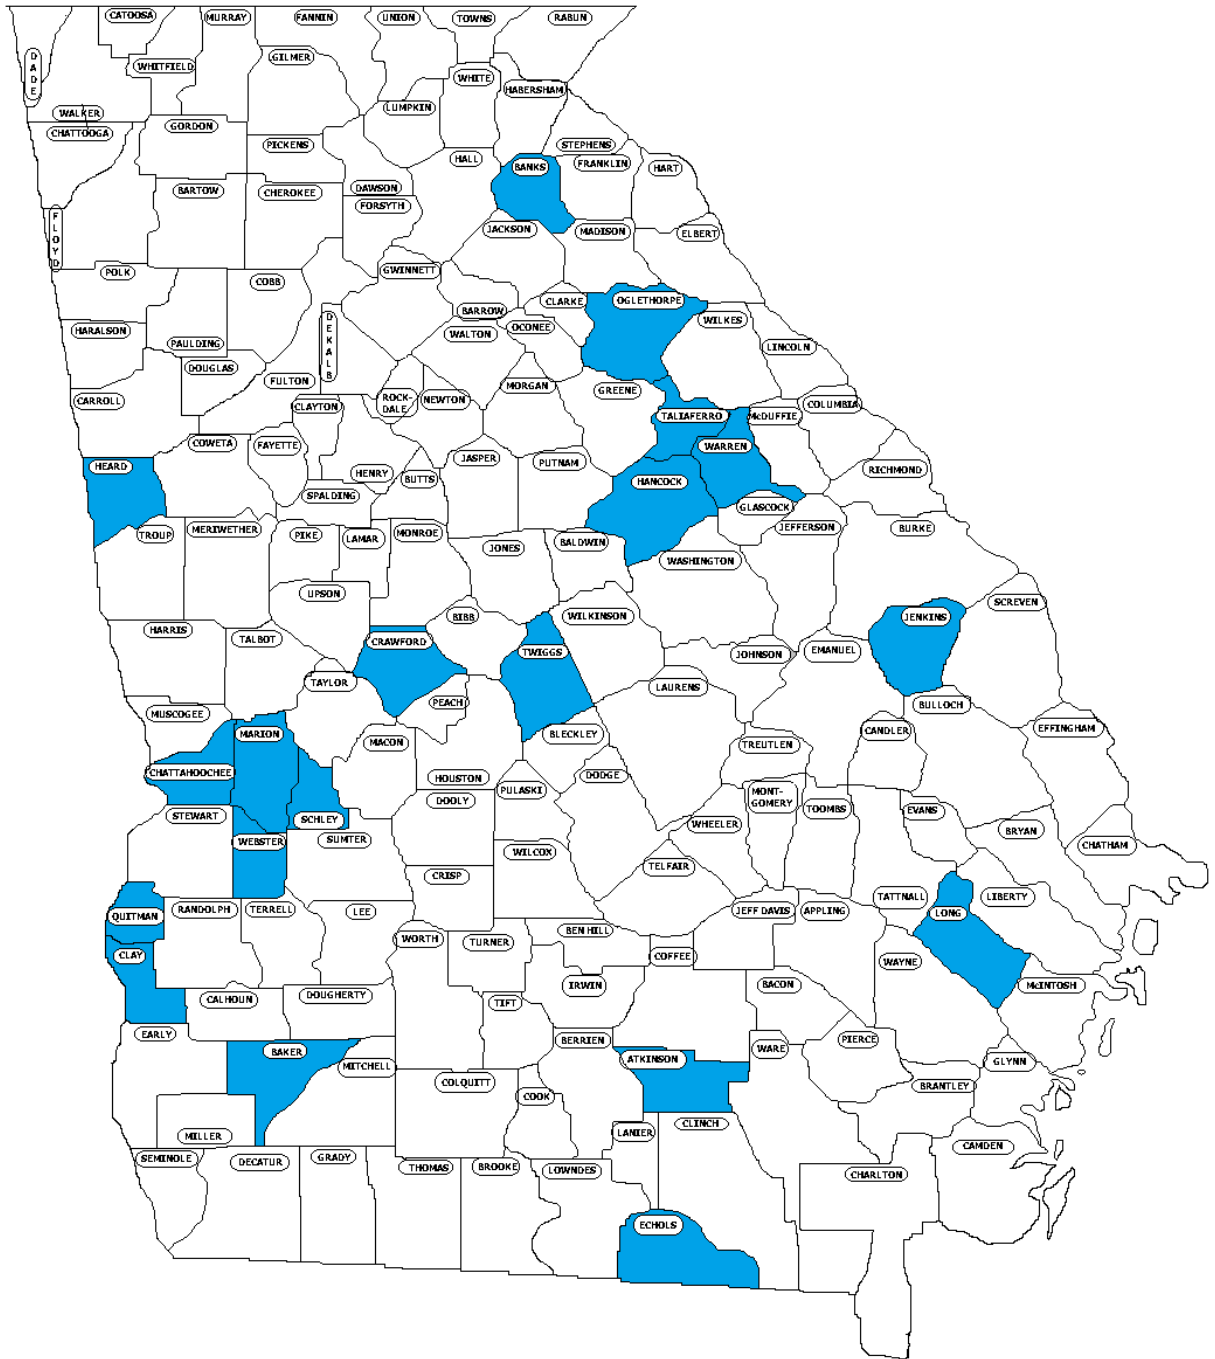 CATOOSA
MURRAY
FANNIN
UNION
TOWNS
RABUN
DADE
WHITFIELD
GILMER
WHITE
HABERSHAM
WALKER
LUMPKIN
CHATTOOGA
GORDON
PICKENS
HALL
STEPHENS
BANKS
FRANKLIN
HART
BARTOW
CHEROKEE
DAWSON
FORSYTH
FLOYD
JACKSON
MADISON
ELBERT
POLK
COBB
GWINNETT
CLARKE
OGLETHORPE
BARROW
HARALSON
PAULDING
DEKALB
WALTON
OCONEE
WILKES
LINCOLN
DOUGLAS
FULTON
CARROLL
CLAYTON
ROCK-
DALE
NEWTON
MORGAN
GREENE
TALIAFERRO
McDUFFIE
COLUMBIA
COWETA
FAYETTE
WARREN
HEARD
HENRY
BUTTS
JASPER
PUTNAM
HANCOCK
RICHMOND
SPALDING
GLASCOCK
TROUP
MERIWETHER
PIKE
LAMAR
MONROE
JONES
BALDWIN
WASHINGTON
JEFFERSON
BURKE
UPSON
HARRIS
TALBOT
CRAWFORD
BIBB
WILKINSON
JENKINS
SCREVEN
TWIGGS
JOHNSON
EMANUEL
TAYLOR
PEACH
LAURENS
MUSCOGEE
MARION
MACON
BLECKLEY
BULLOCH
EFFINGHAM
CHATTAHOOCHEE
HOUSTON
PULASKI
DODGE
TREUTLEN
CANDLER
STEWART
SCHLEY
DOOLY
MONT-
GOMERY
TOOMBS
EVANS
WEBSTER
SUMTER
WILCOX
WHEELER
BRYAN
CHATHAM
CRISP
TELFAIR
QUITMAN
RANDOLPH
TERRELL
LEE
JEFF DAVIS
APPLING
TATTNALL
LONG
LIBERTY
WORTH
TURNER
BEN HILL
CLAY
COFFEE
WAYNE
CALHOUN
DOUGHERTY
TIFT
IRWIN
BACON
McINTOSH
EARLY
BAKER
MITCHELL
BERRIEN
ATKINSON
WARE
PIERCE
GLYNN
COLQUITT
COOK
BRANTLEY
MILLER
LANIER
CLINCH
CAMDEN
SEMINOLE
DECATUR
GRADY
THOMAS
BROOKE
LOWNDES
CHARLTON
ECHOLS